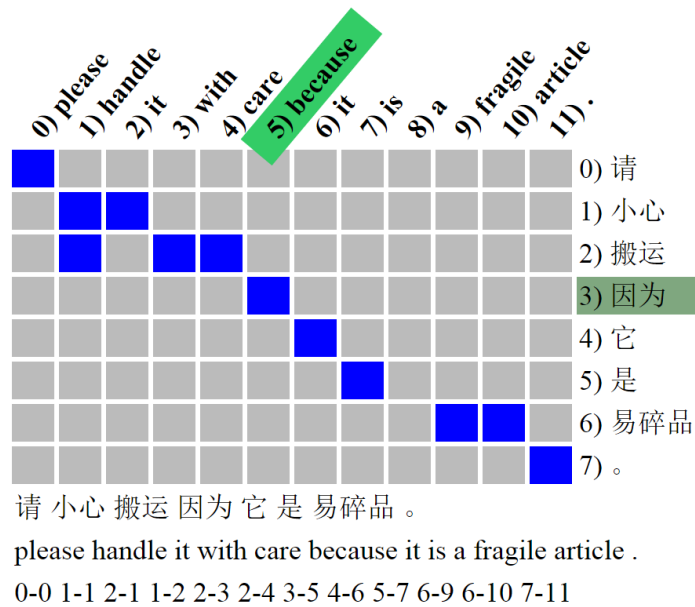 0) please
1) handle
2) it
3) with
4) care
5) because
6) it
7) is
8) a
9) fragile
10) article
11) .
0) 请
1) 小心
2) 搬运
3) 因为
4) 它
5) 是
6) 易碎品
7) 。
请 小心 搬运 因为 它 是 易碎品 。
please handle it with care because it is a fragile article .
0-0 1-1 2-1 1-2 2-3 2-4 3-5 4-6 5-7 6-9 6-10 7-11